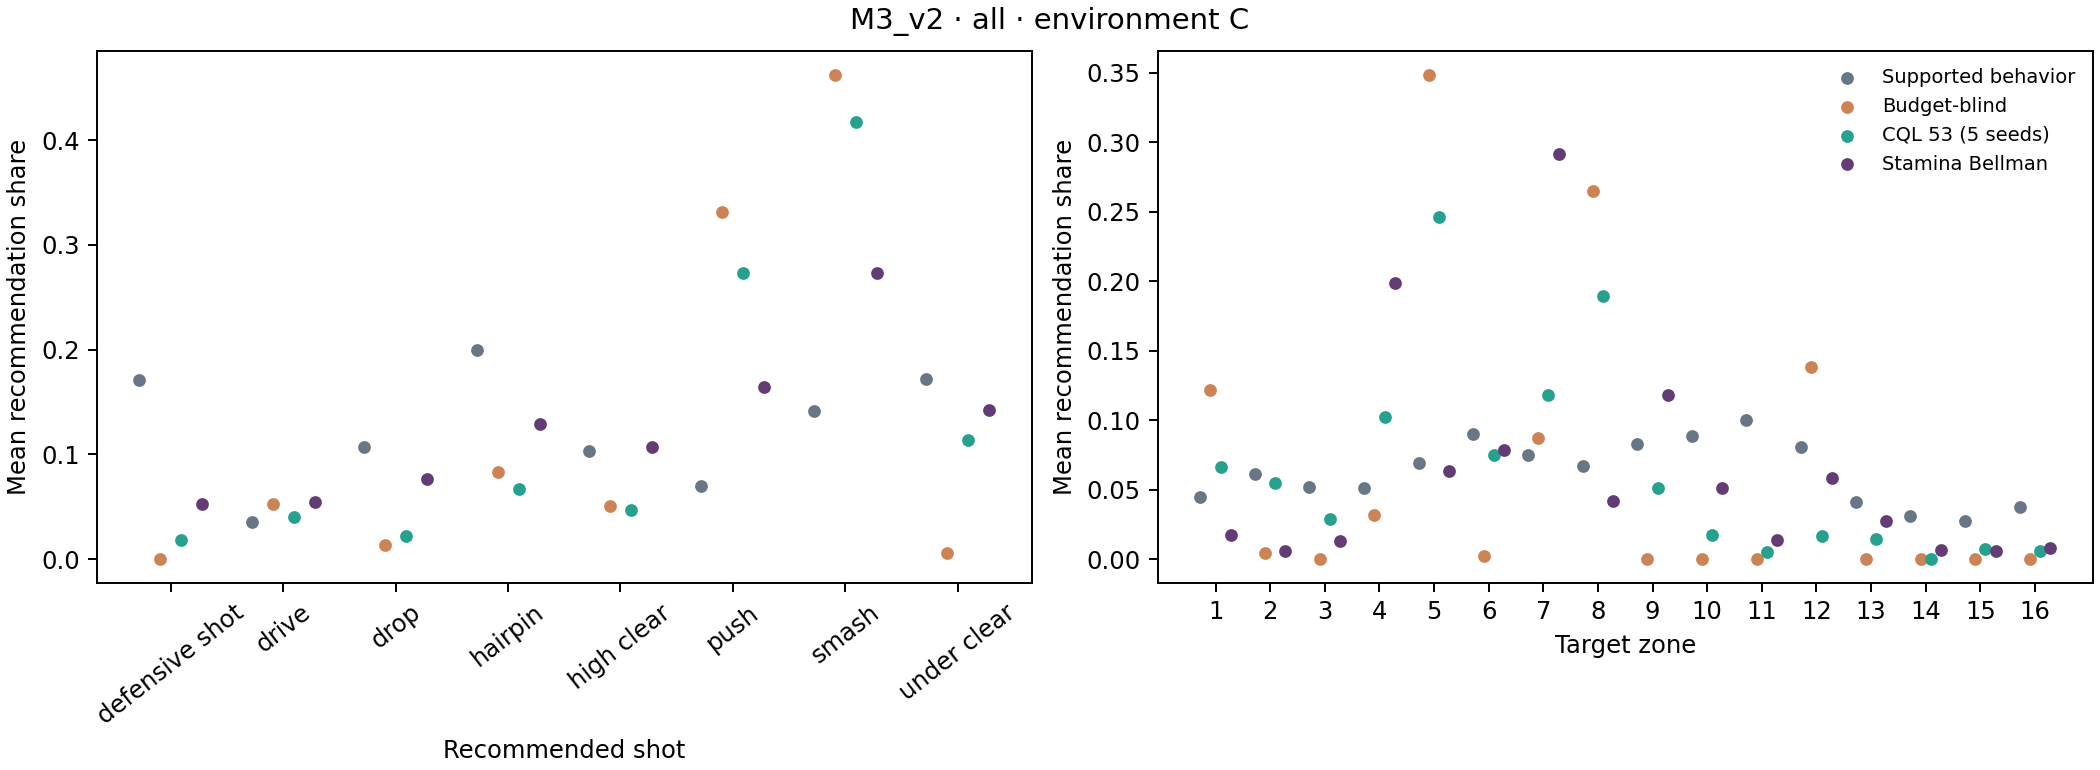 M3_v2 · all · environment C
Mean recommendation share
0.4
0.3
0.2
0.1
0.0
defensive shot
drive
drop
hairpin
high clear
push
smash
under clear
Recommended shot
Mean recommendation share
0.35
0.30
0.25
0.20
0.15
0.10
0.05
0.00
1 2 3 4 5 6 7 8 9 10 11 12 13 14 15 16
Target zone
Supported behavior
Budget-blind
CQL 53 (5 seeds)
Stamina Bellman